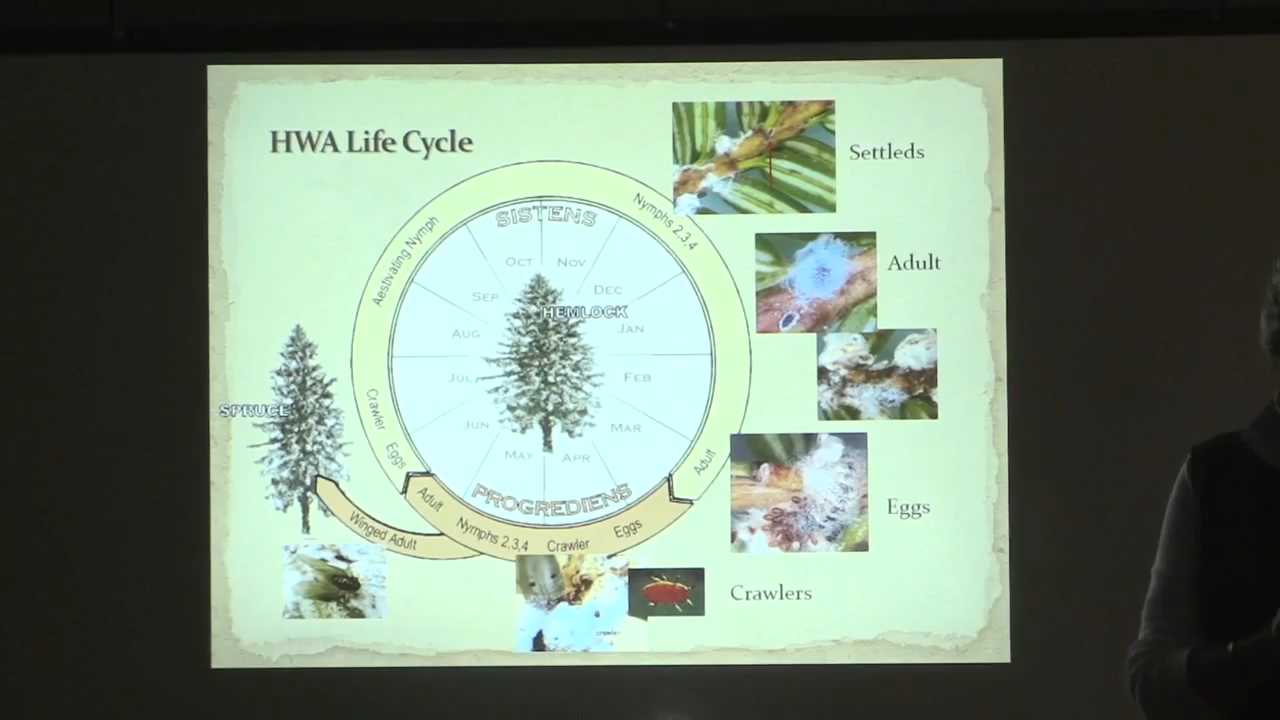 HWA Life Cycle
Settleds
Adult
Eggs
Crawlers
SISTENS
Nymphs 2,3,4
Adult
Aestivating Nymph
Crawler
Eggs
OCT
NOV
SEP
DEC
HEMLOCK
AUG
JAN
JUL
FEB
JUN
MAR
MAY
APR
SPRUCE
PROGREDIENS
Adult
Nymphs 2,3,4
Crawler
Eggs
Winged Adult
crawler